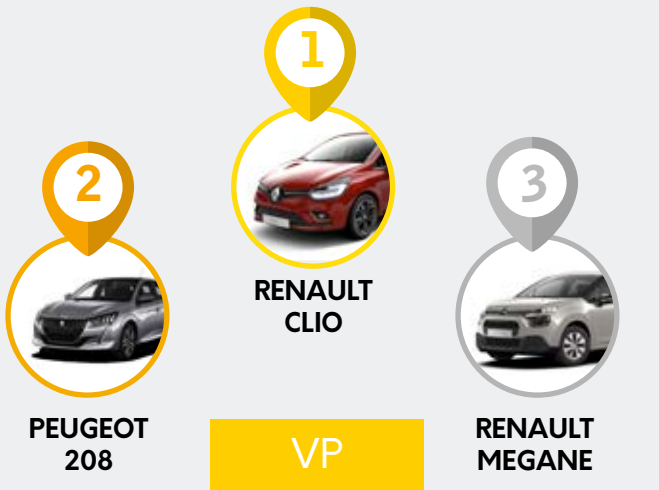 1
2
3
RENAULT
CLIO
PEUGEOT
208
RENAULT
MEGANE
VP